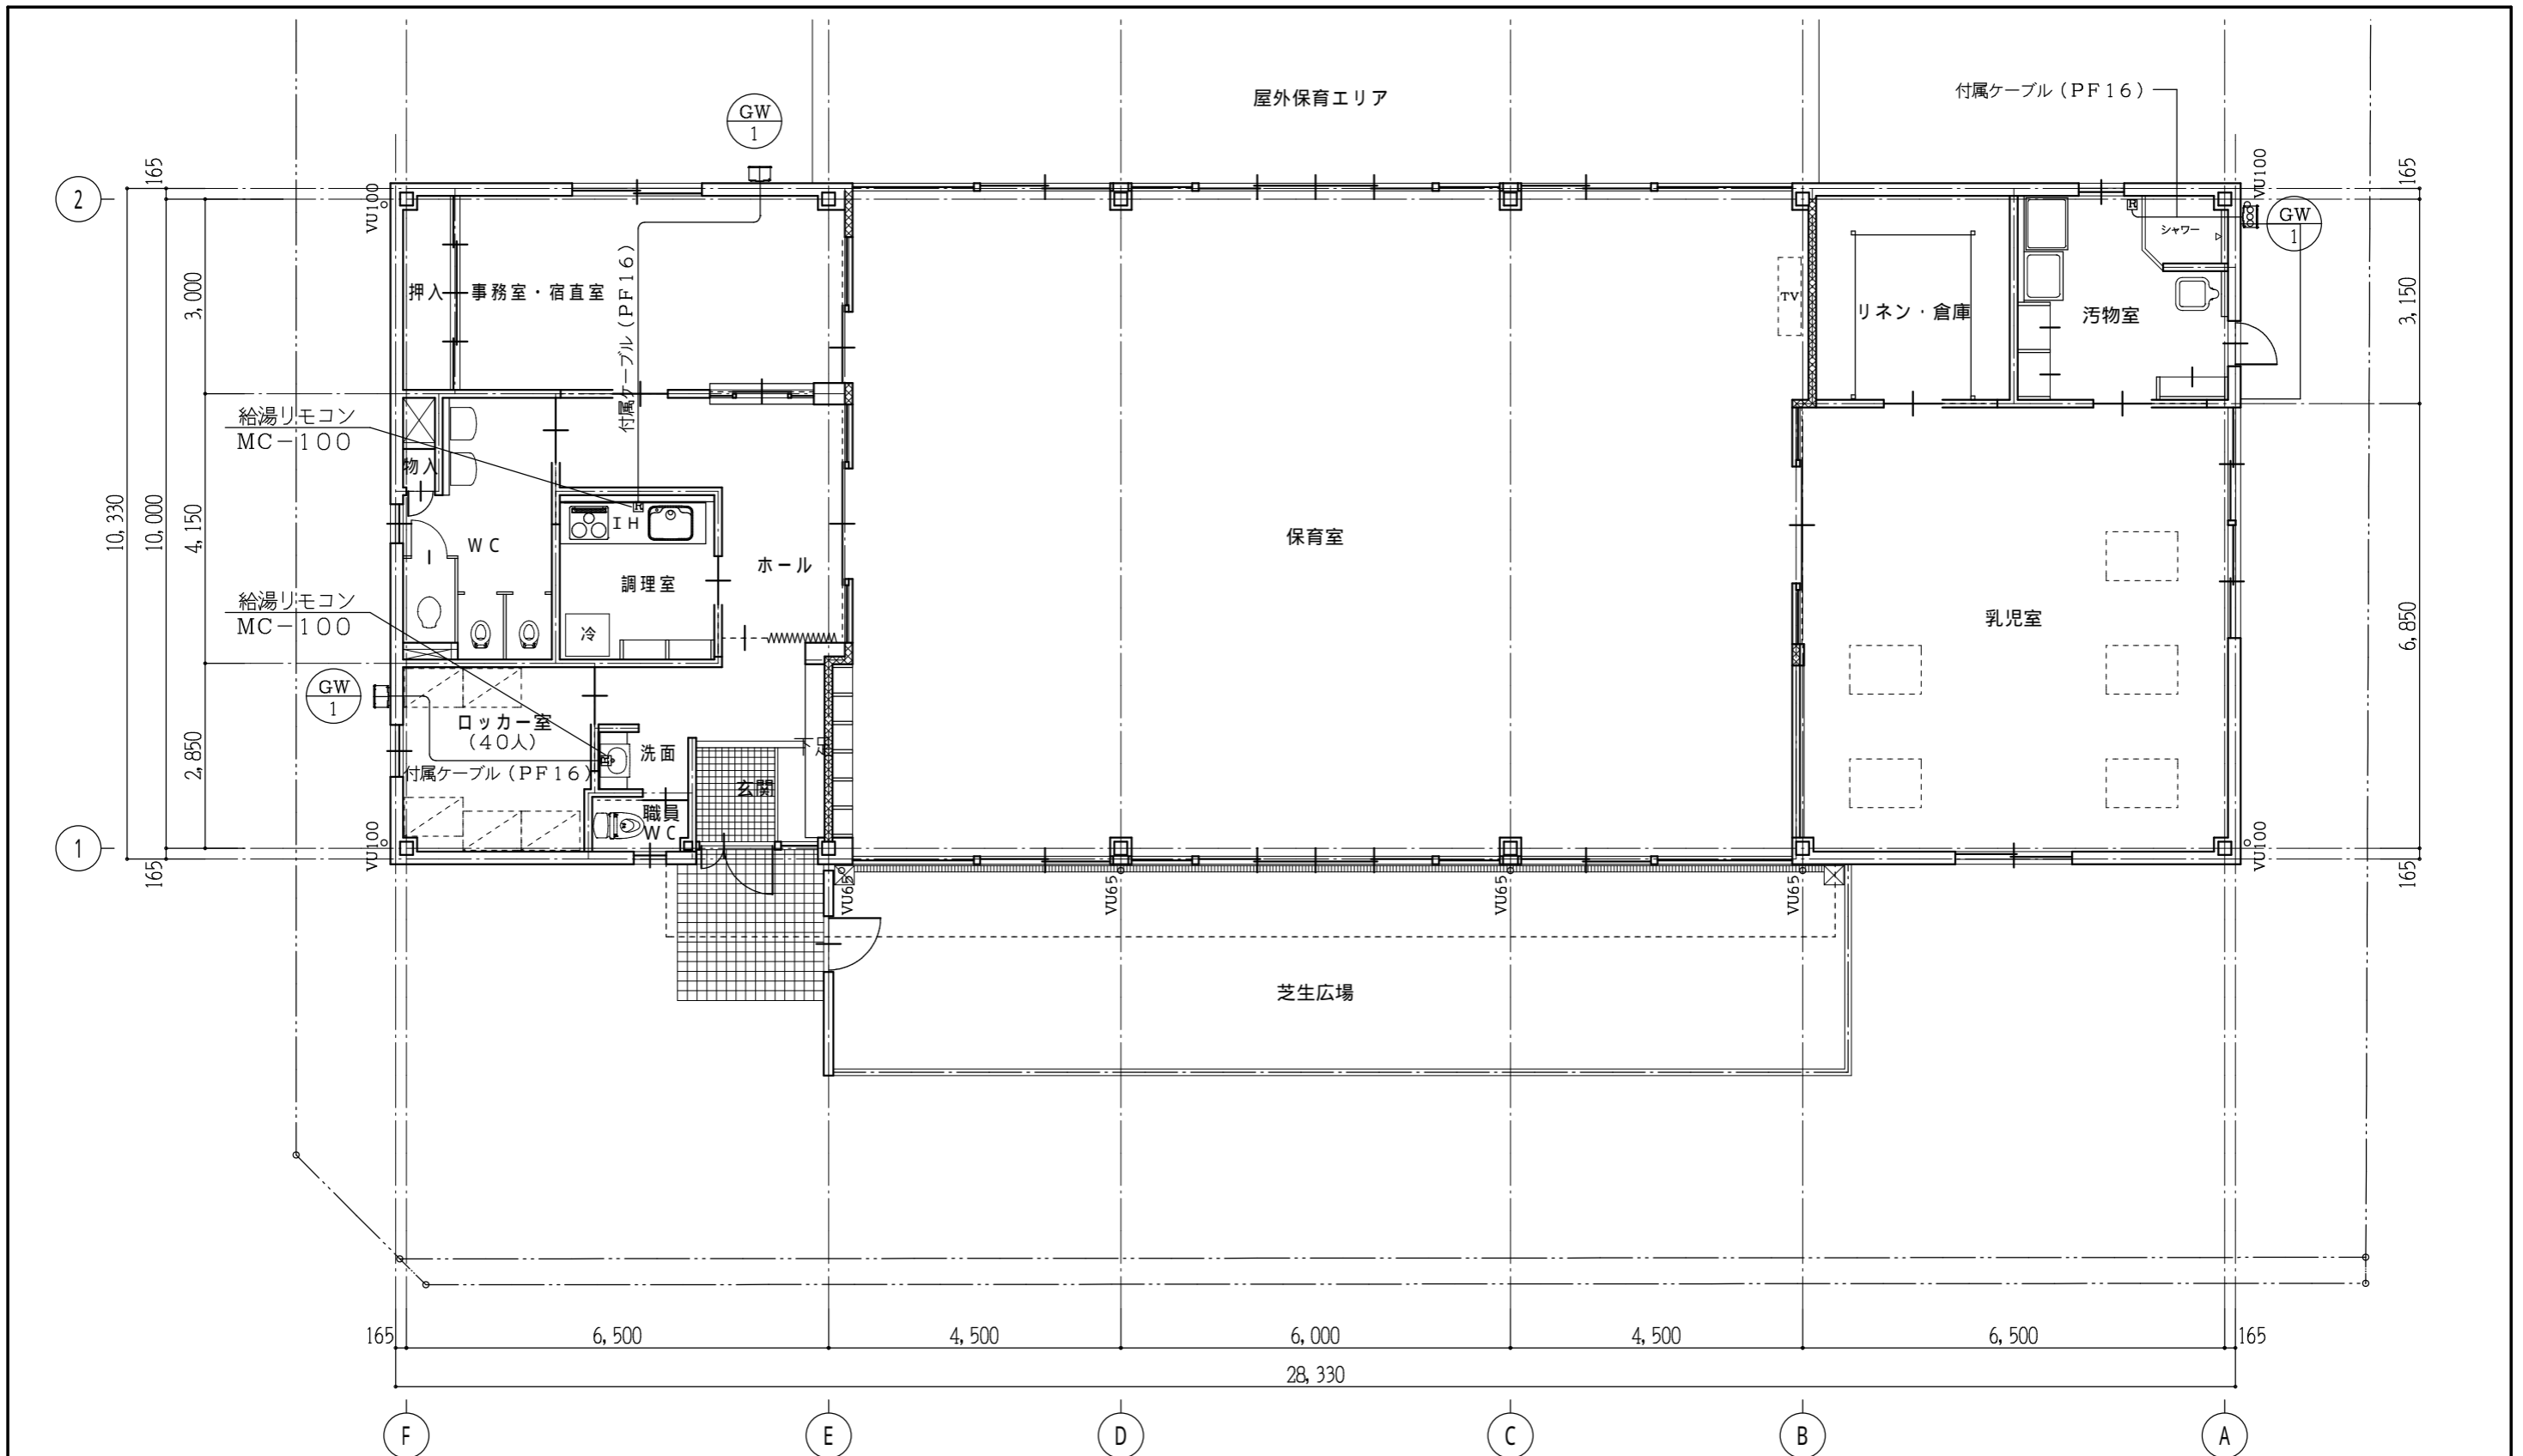 屋外保育エリア
付属ケーブル(PF16)
GW
1
VU100
VU100
GW
1
2
165
165
3,000
3,150
10,330
10,000
4,150
6,850
2,850
165
165
押入
事務室・宿直室
付属ケーブル(PF16)
TV
リネン・倉庫
汚物室
シャワー
R
給湯リモコン
MC-100
物入
WC
R
IH
調理室
冷
ホール
保育室
乳児室
給湯リモコン
MC-100
GW
1
ロッカー室
(40人)
付属ケーブル(PF16)
R
洗面
下足
玄関
職員
WC
1
VU100
VU100
VU65
VU65
VU65
VU65
芝生広場
165
6,500
4,500
6,000
4,500
6,500
165
28,330
F
E
D
C
B
A